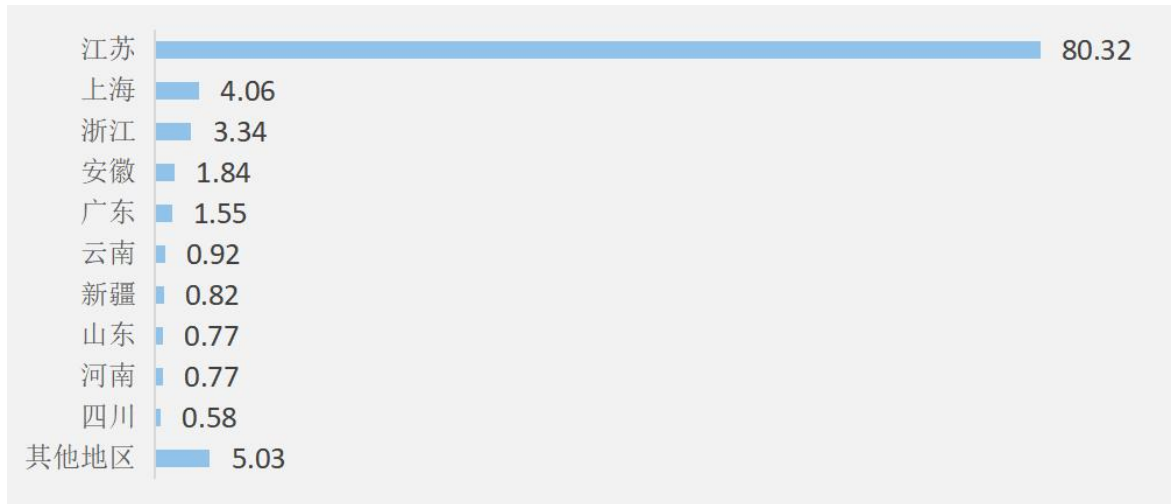 江苏 80.32
上海 4.06
浙江 3.34
安徽 1.84
广东 1.55
云南 0.92
新疆 0.82
山东 0.77
河南 0.77
四川 0.58
其他地区 5.03